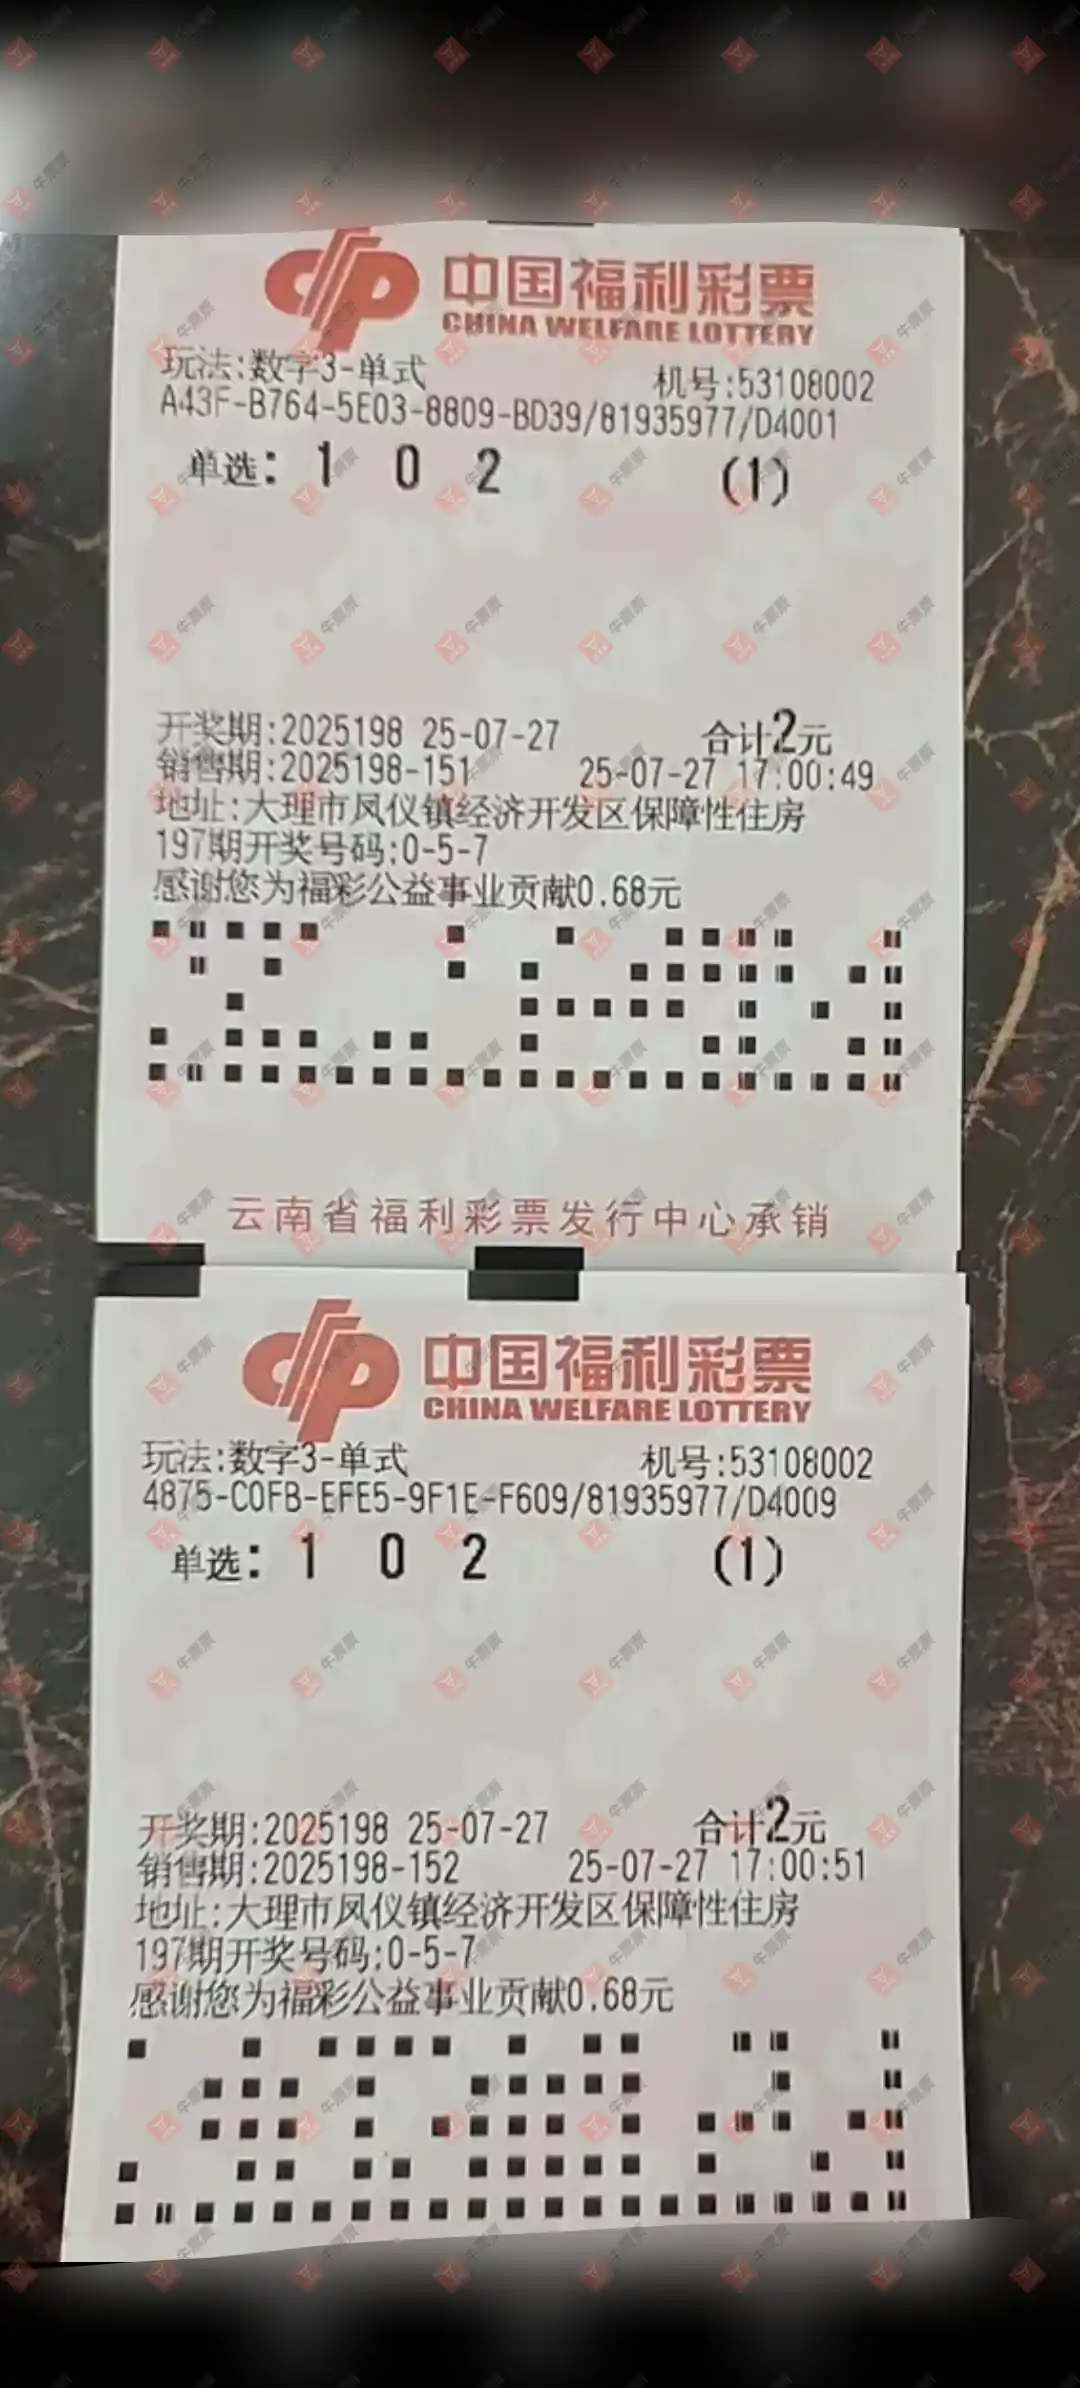 中国福利彩票
CHINA WELFARE LOTTERY
玩法:数字3-单式 机号:53108002
A43F-B764-5E03-8809-BD39/81935977/D4001
单选: 1 0 2 (1)
开奖期:2025198 25-07-27 合计2元
销售期:2025198-151 25-07-27 17:00:49
地址:大理市凤仪镇经济开发区保障性住房
197期开奖号码:0-5-7
感谢您为福彩公益事业贡献0.68元
云南省福利彩票发行中心承销
中国福利彩票
CHINA WELFARE LOTTERY
玩法:数字3-单式 机号:53108002
4875-C0FB-EFE5-9F1E-F609/81935977/D4009
单选: 1 0 2 (1)
开奖期:2025198 25-07-27 合计2元
销售期:2025198-152 25-07-27 17:00:51
地址:大理市凤仪镇经济开发区保障性住房
197期开奖号码:0-5-7
感谢您为福彩公益事业贡献0.68元
牛票票